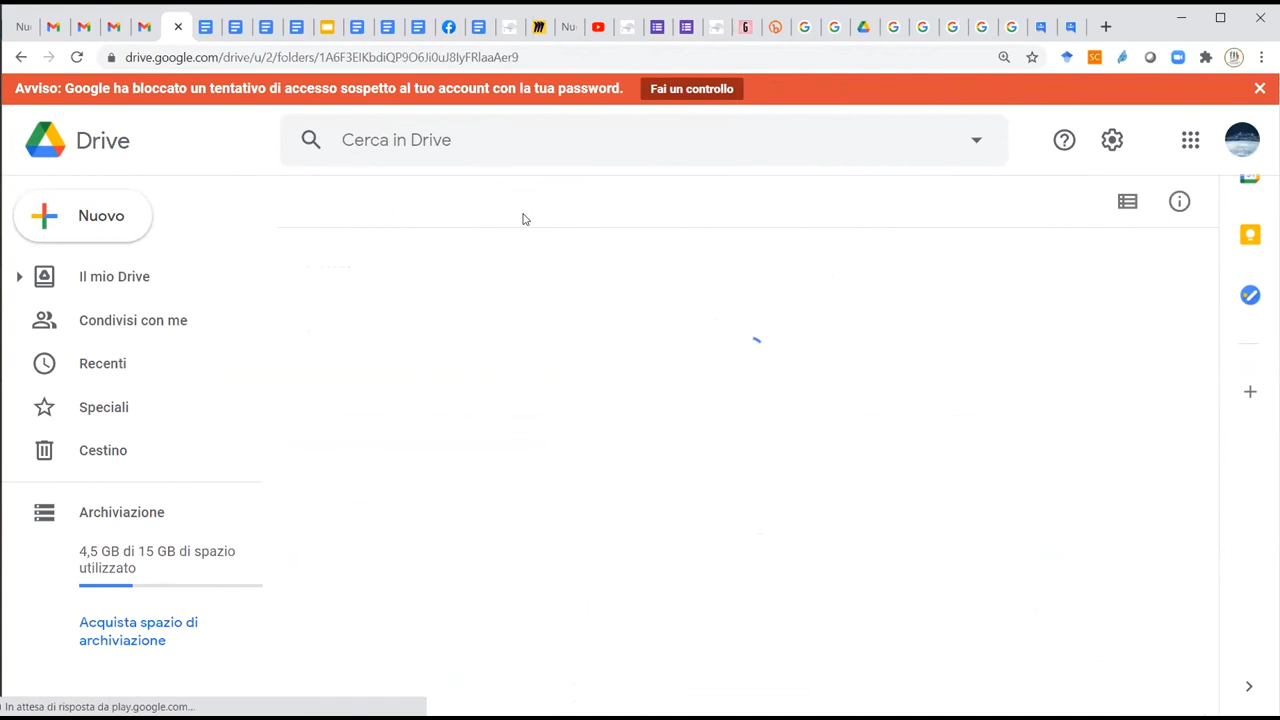 Nu
Nu
drive.google.com/drive/u/2/folders/1A6F3EIKbdiQP9O6Ji0uJ8IyFRlaaAer9
Avviso: Google ha bloccato un tentativo di accesso sospetto al tuo account con la tua password.
Fai un controllo
Drive
Cerca in Drive
Nuovo
Il mio Drive
Condivisi con me
Recenti
Speciali
Cestino
Archiviazione
4,5 GB di 15 GB di spazio
utilizzato
Acquista spazio di
archiviazione
In attesa di risposta da play.google.com...